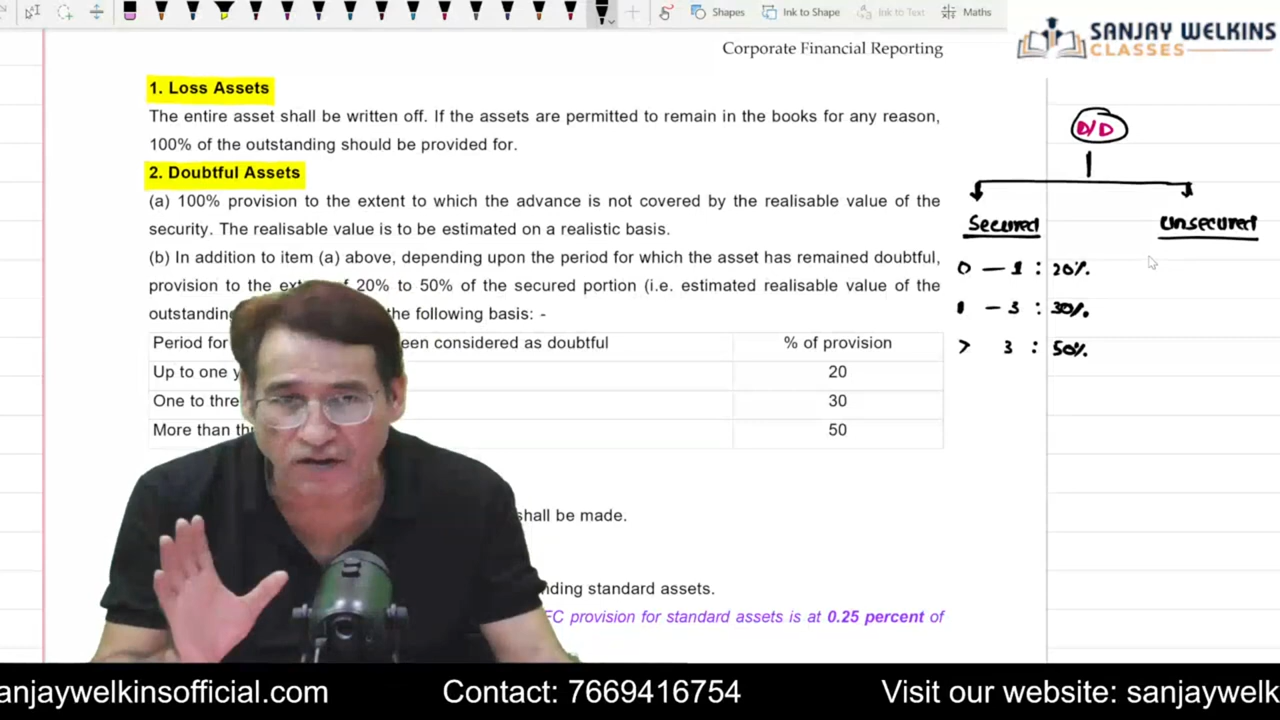 Shapes Ink to Shape Ink to Text Maths
SANJAY WELKINS
CLASSES
Corporate Financial Reporting
1. Loss Assets
The entire asset shall be written off. If the assets are permitted to remain in the books for any reason,
100% of the outstanding should be provided for.
2. Doubtful Assets
(a) 100% provision to the extent to which the advance is not covered by the realisable value of the
security. The realisable value is to be estimated on a realistic basis.
(b) In addition to item (a) above, depending upon the period for which the asset has remained doubtful,
provision to the 20% to 50% of the secured portion (i.e. estimated realisable value of the
outstanding the following basis: -
Period for een considered as doubtful % of provision
Up to one y 20
One to thre 30
More than th 50
shall be made.
nding standard assets.
FC provision for standard assets is at 0.25 percent of
D/D
Secured Unsecured
0 — 1 : 20%.
1 — 3 : 30%.
> 3 : 50%.
anjaywelkinsofficial.com Contact: 7669416754 Visit our website: sanjaywelk